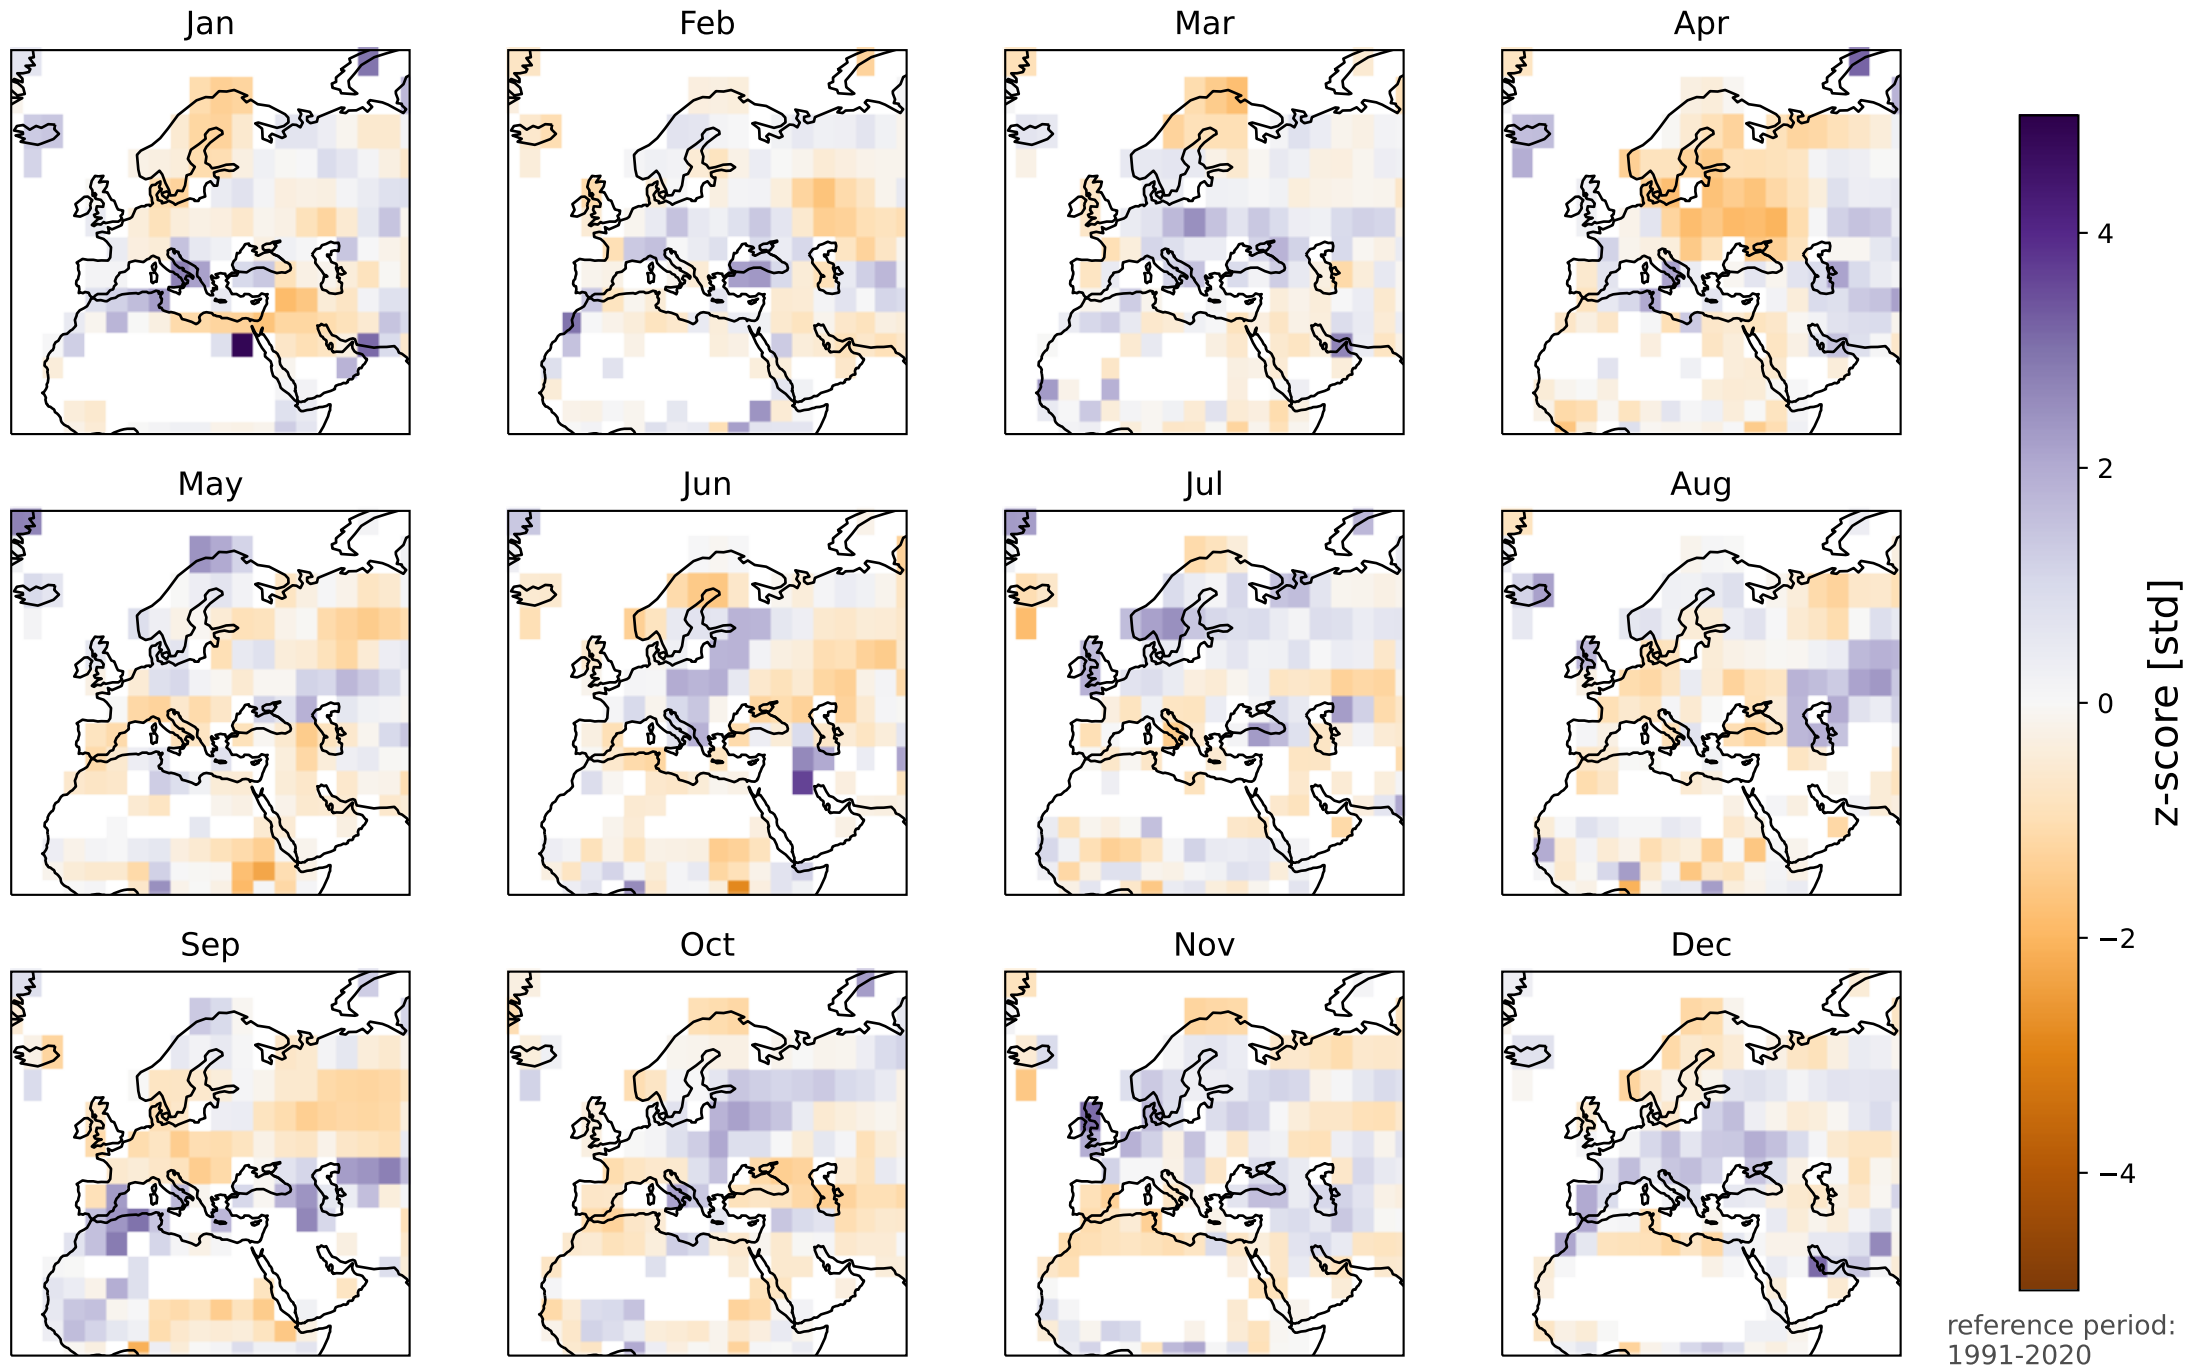 Jan
Feb
Mar
Apr
May
Jun
Jul
Aug
Sep
Oct
Nov
Dec
4
2
0
−2
−4
z-score [std]
reference period:
1991-2020